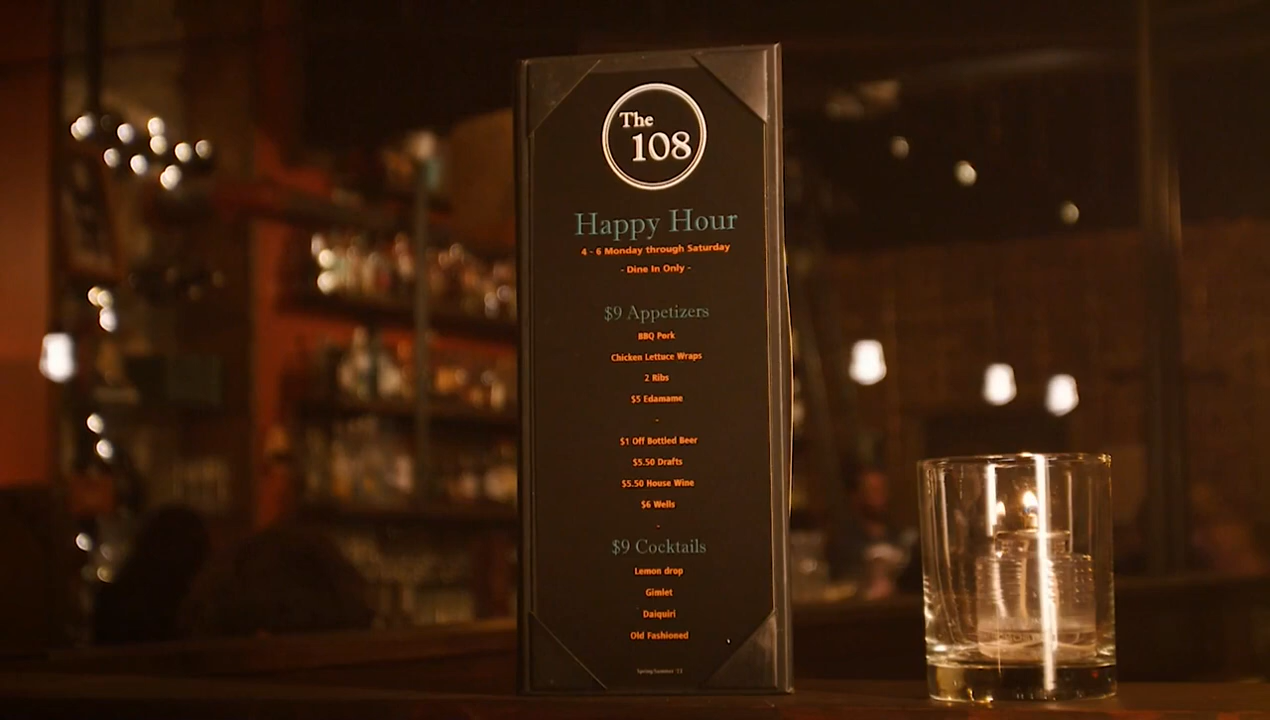 The
108
Happy Hour
4 - 6 Monday through Saturday
- Dine In Only -
$9 Appetizers
BBQ Pork
Chicken Lettuce Wraps
2 Ribs
$5 Edamame
-
$1 Off Bottled Beer
$5.50 Drafts
$5.50 House Wine
$6 Wells
-
$9 Cocktails
Lemon drop
Gimlet
Daiquiri
Old Fashioned
Spring/Summer